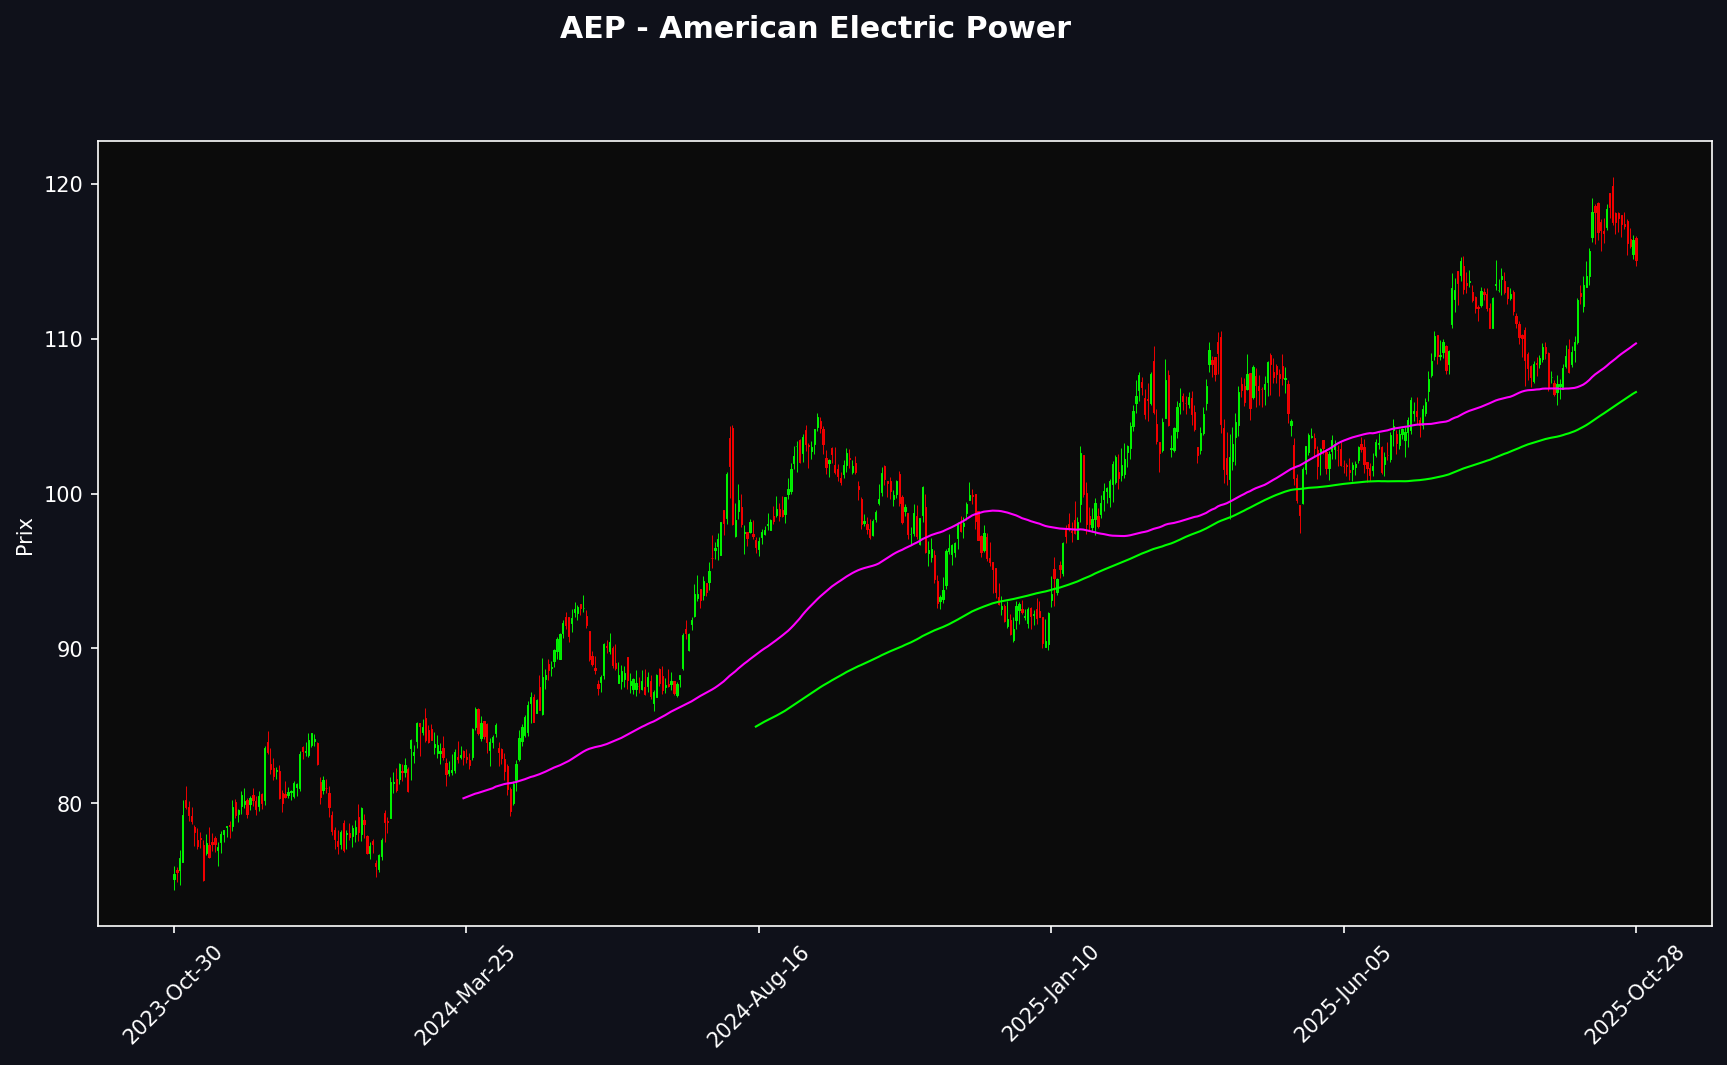 AEP - American Electric Power
Prix
120
110
100
90
80
2023-Oct-30
2024-Mar-25
2024-Aug-16
2025-Jan-10
2025-Jun-05
2025-Oct-28